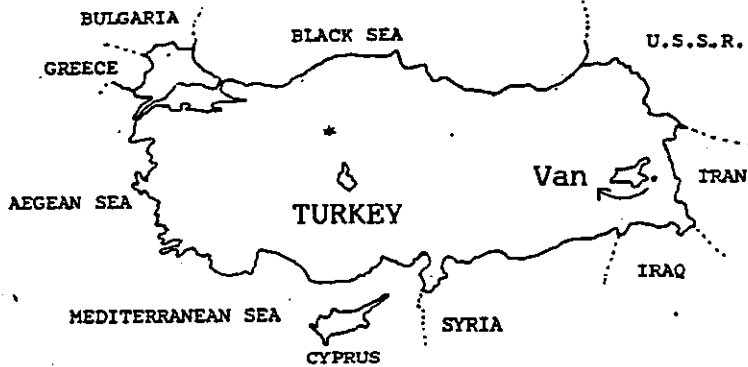 BULGARIA
BLACK SEA
U.S.S.R.
GREECE
Van
IRAN
AEGEAN SEA
TURKEY
IRAQ
MEDITERRANEAN SEA
SYRIA
CYPRUS